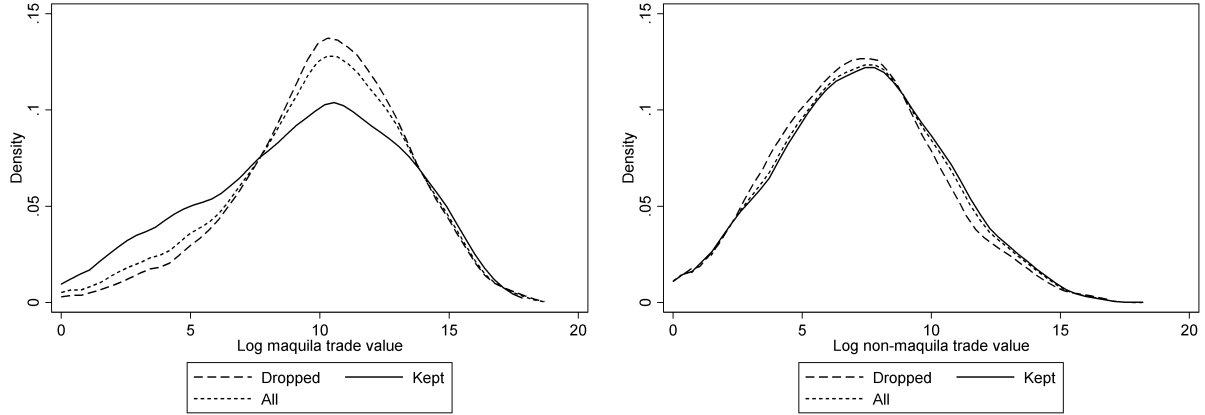 .15
.1
.05
0
Density
0 5 10 15 20
Log maquila trade value
Dropped Kept
All
.15
.1
.05
0
Density
0 5 10 15 20
Log non-maquila trade value
Dropped Kept
All